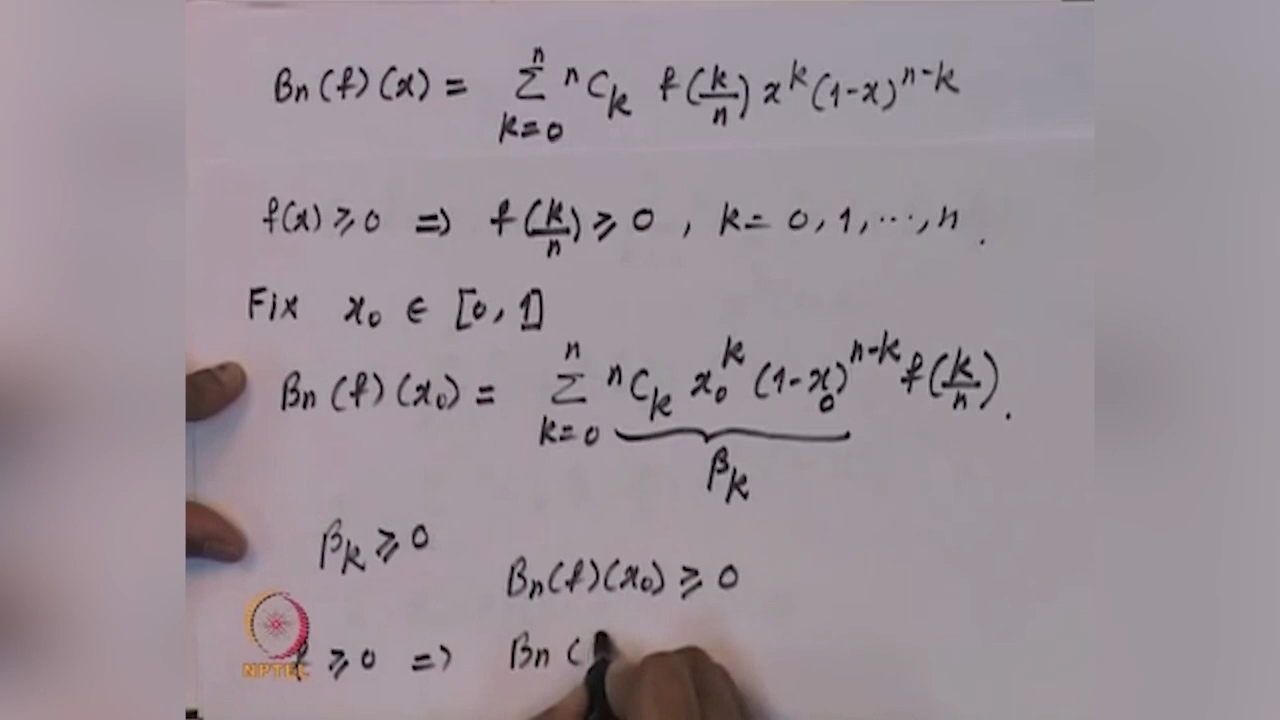 Bn(f)(x) = Σ_{k=0}^{n} ⁿC_k f(k/n) x^k (1-x)^{n-k}
f(x) ≥ 0 ⇒ f(k/n) ≥ 0 , k = 0, 1, ..., n .
Fix x₀ ∈ [0, 1]
Bn(f)(x₀) = Σ_{k=0}^{n} ⁿC_k x₀^k (1-x₀)^{n-k} f(k/n) .
β_k
β_k ≥ 0
Bn(f)(x₀) ≥ 0
≥ 0 ⇒ Bn (
NPTEL